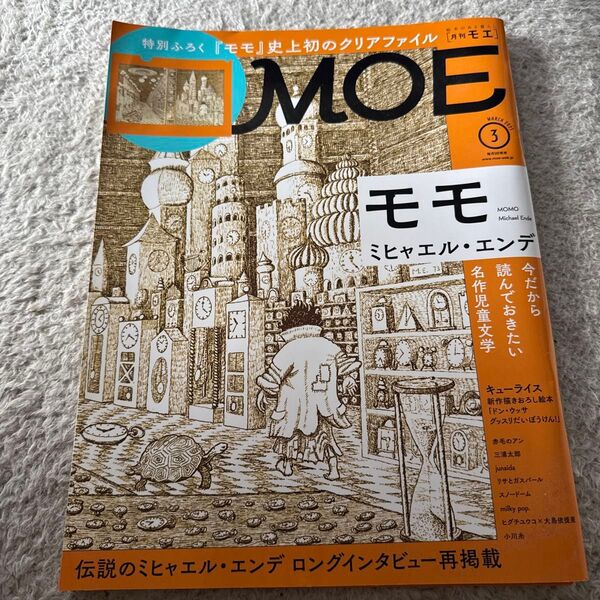 特別ふろく『モモ』史上初のクリアファイル
[月刊モエ]
MOE
3
www.moe-web.jp
モモ
MOMO
Michael Ende
ミヒャエル・エンデ
今だから
読んでおきたい
名作児童文学
キューライス
新作描きおろし絵本
「ドン・ウッサ
グッスリだいぼうけん!」
赤毛のアン
三浦太郎
junaida
リサとガスパール
スノードーム
milky pop.
ヒグチユウコ×大島依提亜
小川糸
伝説のミヒャエル・エンデ ロングインタビュー再掲載